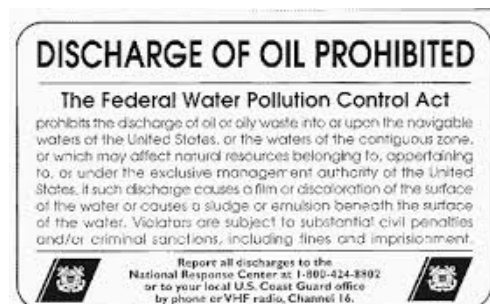 DISCHARGE OF OIL PROHIBITED
The Federal Water Pollution Control Act
prohibits the discharge of oil or oily waste into or upon the navigable
waters of the United States, or the waters of the contiguous zone,
or which may affect natural resources belonging to, appertaining
to, or under the exclusive management authority of the United
States, if such discharge causes a film or discoloration of the surface
of the water or causes a sludge or emulsion beneath the surface
of the water. Violators are subject to substantial civil penalties
and/or criminal sanctions, including fines and imprisonment.
Report all discharges to the
National Response Center at 1-800-424-8802
or to your local U.S. Coast Guard office
by phone or VHF radio, Channel 16.